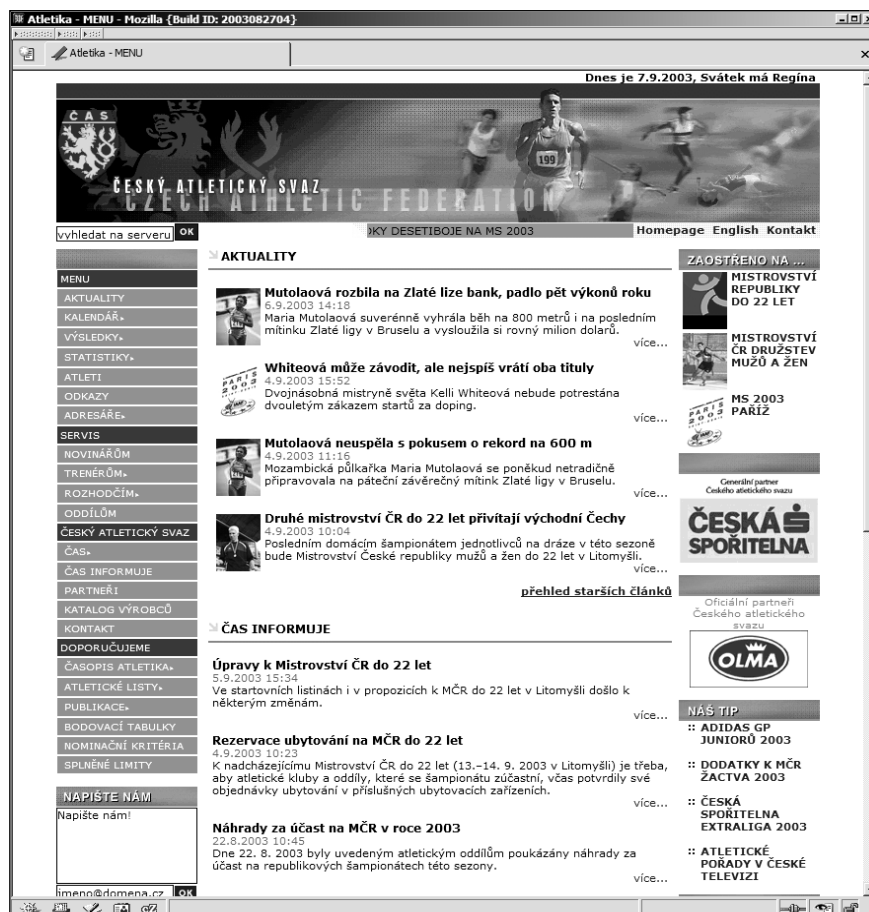 Atletika - MENU - Mozilla {Build ID: 2003082704}
Atletika - MENU
Dnes je 7.9.2003, Svátek má Regína
ČAS
199
ČESKÝ ATLETICKÝ SVAZ
CZECH ATHLETIC FEDERATION
vyhledat na serveru OK
KY DESETIBOJE NA MS 2003
Homepage English Kontakt
MENU
AKTUALITY
KALENDÁŘ
VÝSLEDKY
STATISTIKY
ATLETI
ODKAZY
ADRESÁŘE
SERVIS
NOVINÁŘŮM
TRENÉRŮM
ROZHODČÍM
ODDÍLŮM
ČESKÝ ATLETICKÝ SVAZ
ČAS
ČAS INFORMUJE
PARTNEŘI
KATALOG VÝROBCŮ
KONTAKT
DOPORUČUJEME
ČASOPIS ATLETIKA
ATLETICKÉ LISTY
PUBLIKACE
BODOVACÍ TABULKY
NOMINAČNÍ KRITÉRIA
SPLNĚNÉ LIMITY
NAPIŠTE NÁM
Napište nám!
jmeno@domena.cz OK
AKTUALITY
Mutolaová rozbila na Zlaté lize bank, padlo pět výkonů roku
6.9.2003 14:18
Maria Mutolaová suverénně vyhrála běh na 800 metrů i na posledním
mítinku Zlaté ligy v Bruselu a vysloužila si rovný milion dolarů.
více...
PARIS
2003
Whiteová může závodit, ale nejspíš vrátí oba tituly
4.9.2003 15:52
Dvojnásobná mistryně světa Kelli Whiteová nebude potrestána
dvouletým zákazem startů za doping.
více...
Mutolaová neuspěla s pokusem o rekord na 600 m
4.9.2003 11:16
Mozambická půlkařka Maria Mutolaová se poněkud netradičně
připravovala na páteční závěrečný mítink Zlaté ligy v Bruselu.
více...
Druhé mistrovství ČR do 22 let přivítají východní Čechy
4.9.2003 10:04
Posledním domácím šampionátem jednotlivců na dráze v této sezoně
bude Mistrovství České republiky mužů a žen do 22 let v Litomyšli.
více...
přehled starších článků
ČAS INFORMUJE
Úpravy k Mistrovství ČR do 22 let
5.9.2003 15:34
Ve startovních listinách i v propozicích k MČR do 22 let v Litomyšli došlo k
některým změnám.
více...
Rezervace ubytování na MČR do 22 let
4.9.2003 10:23
K nadcházejícímu Mistrovství ČR do 22 let (13.–14. 9. 2003 v Litomyšli) je třeba,
aby atletické kluby a oddíly, které se šampionátu zúčastní, včas potvrdily své
objednávky ubytování v příslušných ubytovacích zařízeních.
více...
Náhrady za účast na MČR v roce 2003
22.8.2003 10:45
Dne 22. 8. 2003 byly uvedeným atletickým oddílům poukázány náhrady za
účast na republikových šampionátech této sezony.
více...
ZAOSTŘENO NA ...
MISTROVSTVÍ
REPUBLIKY
DO 22 LET
MISTROVSTVÍ
ČR DRUŽSTEV
MUŽŮ A ŽEN
PARIS
2003
MS 2003
PAŘÍŽ
Generální partner
Českého atletického svazu
ČESKÁ
SPOŘITELNA
Oficiální partneři
Českého atletického
svazu
OLMA
NÁŠ TIP
:: ADIDAS GP
JUNIORŮ 2003
:: DODATKY K MČR
ŽACTVA 2003
:: ČESKÁ
SPOŘITELNA
EXTRALIGA 2003
:: ATLETICKÉ
POŘADY V ČESKÉ
TELEVIZI